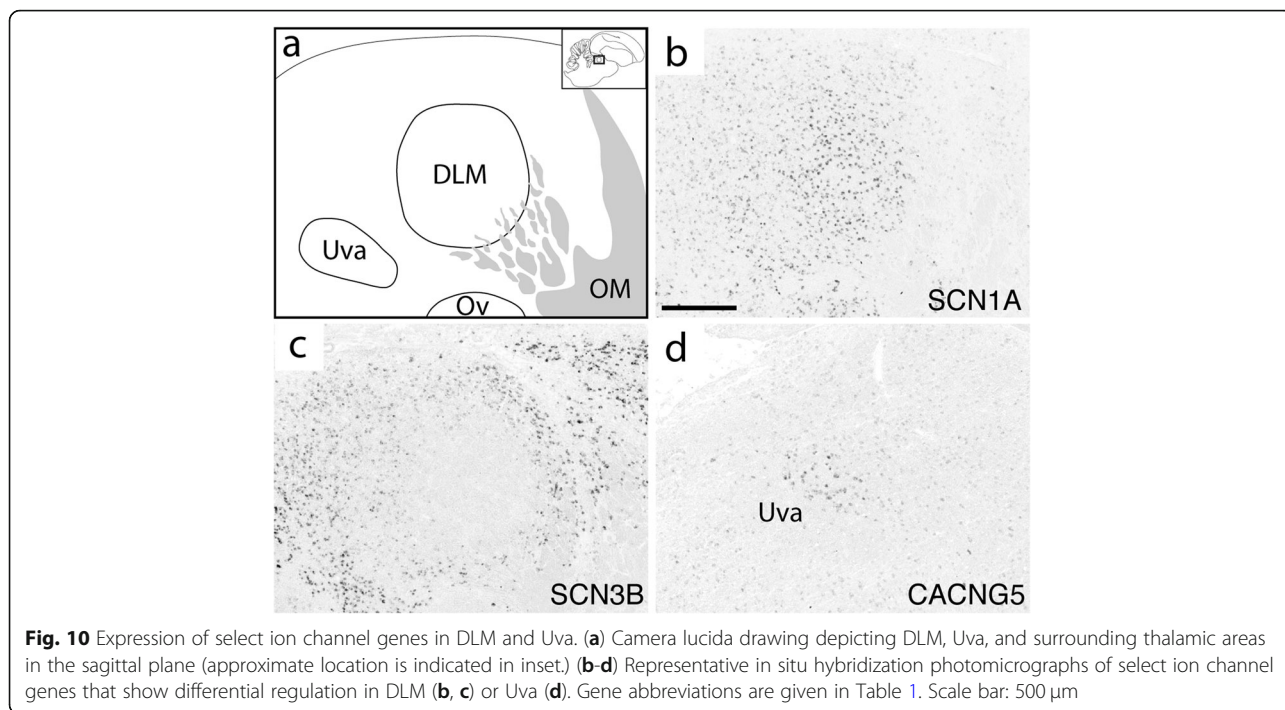 a
DLM
Uva
Ov
OM
b
SCN1A
c
SCN3B
d
Uva
CACNG5
Fig. 10 Expression of select ion channel genes in DLM and Uva. (a) Camera lucida drawing depicting DLM, Uva, and surrounding thalamic areas
in the sagittal plane (approximate location is indicated in inset.) (b-d) Representative in situ hybridization photomicrographs of select ion channel
genes that show differential regulation in DLM (b, c) or Uva (d). Gene abbreviations are given in Table 1. Scale bar: 500 μm